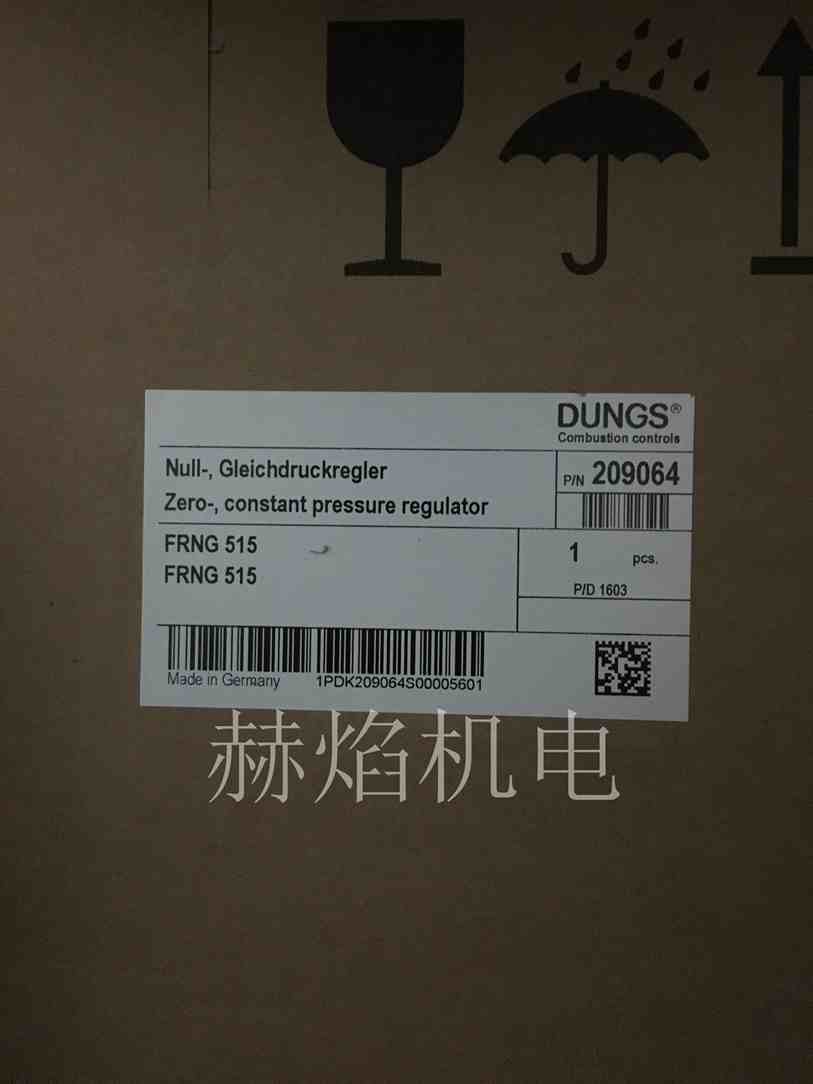 DUNGS®
Combustion controls
Null-, Gleichdruckregler
Zero-, constant pressure regulator
P/N 209064
FRNG 515
FRNG 515
1 pcs.
P/D 1603
Made in Germany 1PDK209064S00005601
赫焰机电